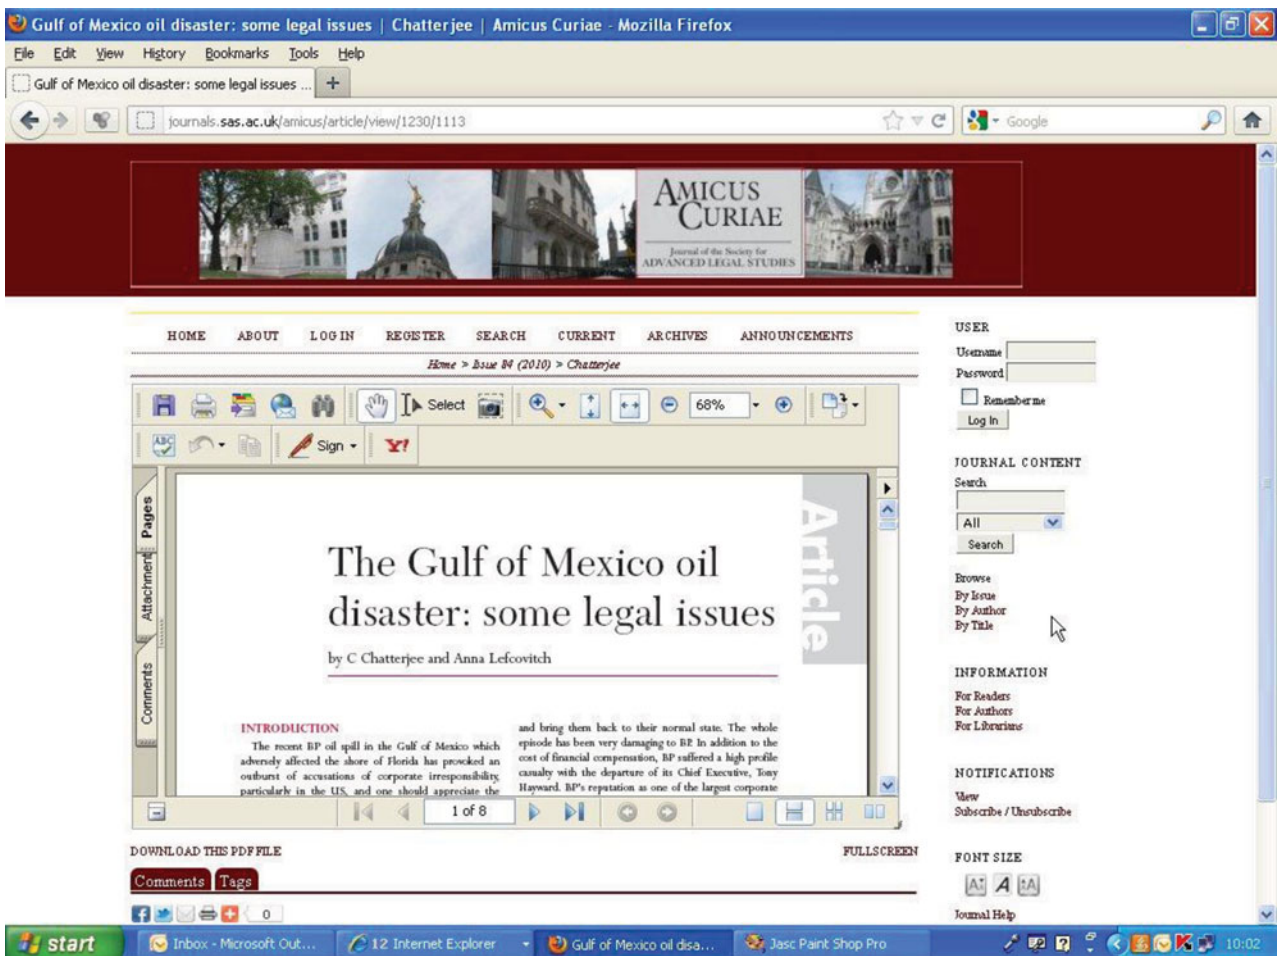 Gulf of Mexico oil disaster: some legal issues | Chatterjee | Amicus Curiae - Mozilla Firefox
File Edit View History Bookmarks Tools Help
Gulf of Mexico oil disaster: some legal issues ... +
journals.sas.ac.uk/amicus/article/view/1230/1113 Google
AMICUS
CURIAE
Journal of the Society for
ADVANCED LEGAL STUDIES
HOME ABOUT LOG IN REGISTER SEARCH CURRENT ARCHIVES ANNOUNCEMENTS
Home > Issue 84 (2010) > Chatterjee
Select 68%
ABC Sign Y!
Pages
Attachment
Comments
Article
The Gulf of Mexico oil
disaster: some legal issues
by C Chatterjee and Anna Lefcovitch
INTRODUCTION
The recent BP oil spill in the Gulf of Mexico which
adversely affected the shore of Florida has provoked an
outburst of accusations of corporate irresponsibility,
particularly in the US, and one should appreciate the
and bring them back to their normal state. The whole
episode has been very damaging to BP. In addition to the
cost of financial compensation, BP suffered a high profile
casualty with the departure of its Chief Executive, Tony
Hayward. BP's reputation as one of the largest corporate
1 of 8
DOWNLOAD THIS PDF FILE FULLSCREEN
Comments Tags
0
USER
Username
Password
Remember me
Log In
JOURNAL CONTENT
Search
All
Search
Browse
By Issue
By Author
By Title
INFORMATION
For Readers
For Authors
For Librarians
NOTIFICATIONS
View
Subscribe / Unsubscribe
FONT SIZE
A A A
Journal Help
start Inbox - Microsoft Out... 12 Internet Explorer Gulf of Mexico oil disa... Jasc Paint Shop Pro 10:02